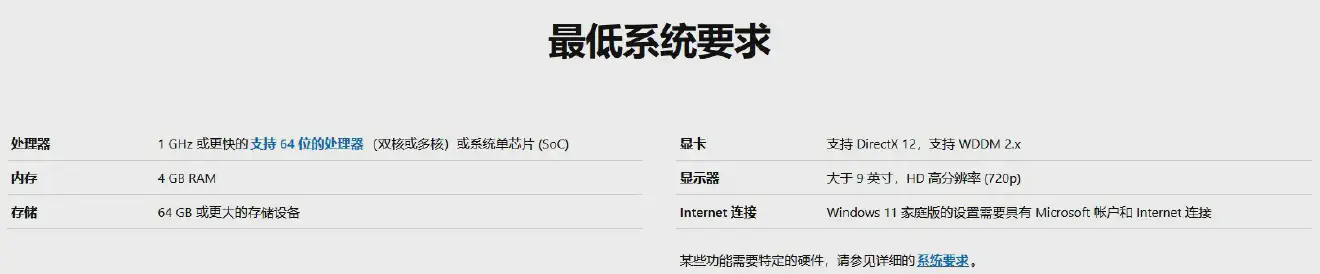 最低系统要求
处理器 1 GHz 或更快的支持 64 位的处理器（双核或多核）或系统单芯片 (SoC)
内存 4 GB RAM
存储 64 GB 或更大的存储设备
显卡 支持 DirectX 12，支持 WDDM 2.x
显示器 大于 9 英寸，HD 高分辨率 (720p)
Internet 连接 Windows 11 家庭版的设置需要具有 Microsoft 帐户和 Internet 连接
某些功能需要特定的硬件，请参见详细的系统要求。